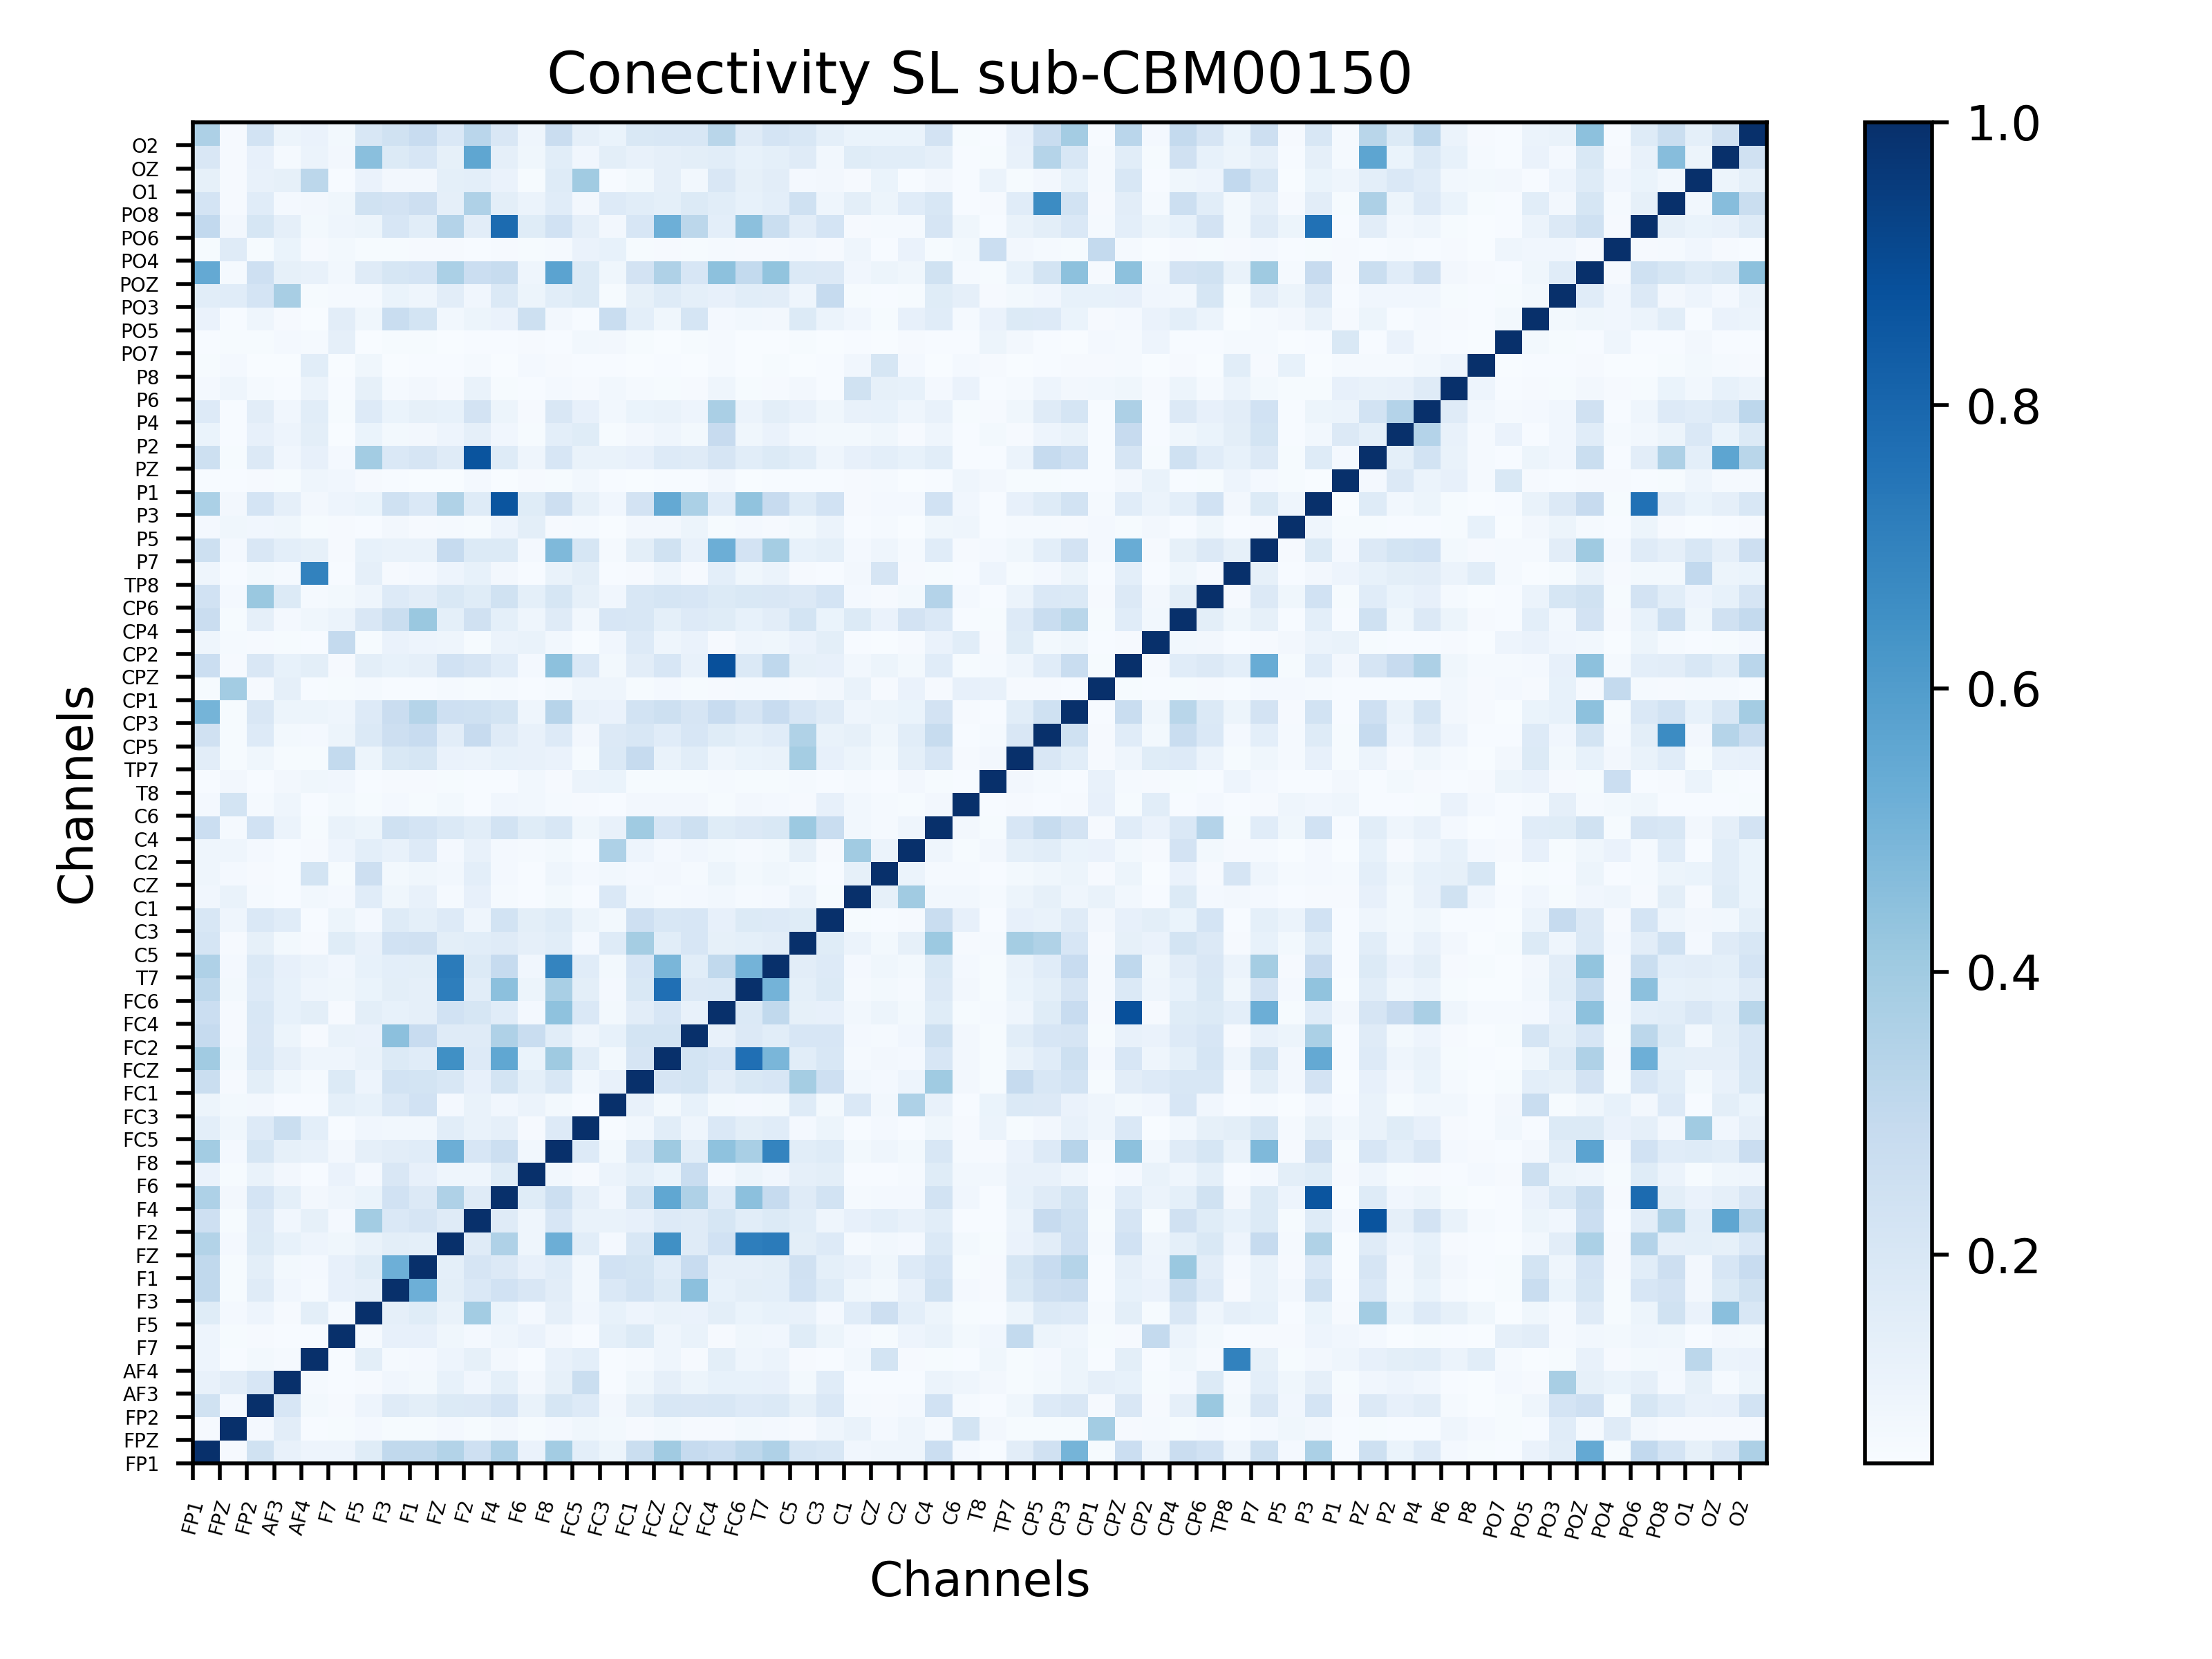 Conectivity SL sub-CBM00150
Channels
O2
OZ
O1
PO8
PO6
PO4
POZ
PO3
PO5
PO7
P8
P6
P4
P2
PZ
P1
P3
P5
P7
TP8
CP6
CP4
CP2
CPZ
CP1
CP3
CP5
TP7
T8
C6
C4
C2
CZ
C1
C3
C5
T7
FC6
FC4
FC2
FCZ
FC1
FC3
FC5
F8
F6
F4
F2
FZ
F1
F3
F5
F7
AF4
AF3
FP2
FPZ
FP1
FP1 FPZ FP2 AF3 AF4 F7 F5 F3 F1 FZ F2 F4 F6 F8 FC5 FC3 FC1 FCZ FC2 FC4 FC6 T7 C5 C3 C1 CZ C2 C4 C6 T8 TP7 CP5 CP3 CP1 CPZ CP2 CP4 CP6 TP8 P7 P5 P3 P1 PZ P2 P4 P6 P8 PO7 PO5 PO3 POZ PO4 PO6 PO8 O1 OZ O2
Channels
1.0
0.8
0.6
0.4
0.2